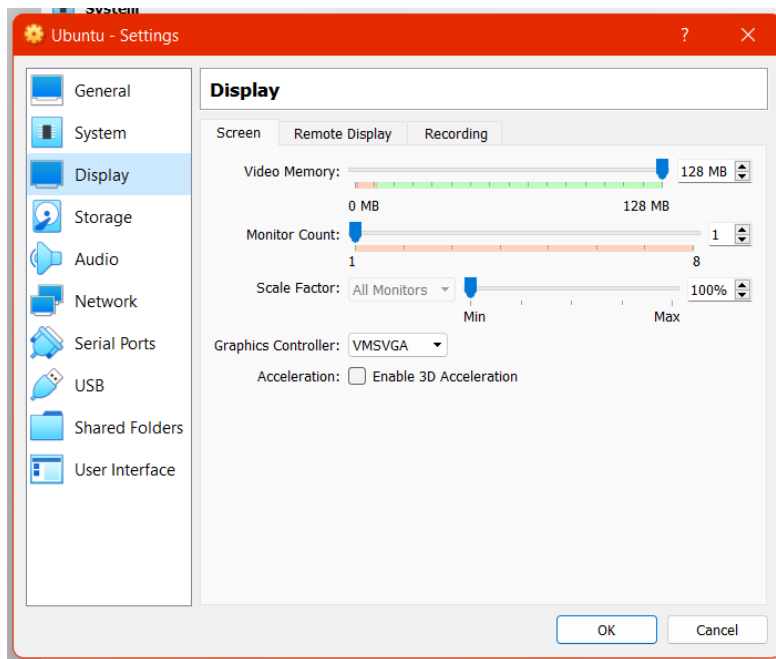 System
Ubuntu - Settings
?
General
System
Display
Storage
Audio
Network
Serial Ports
USB
Shared Folders
User Interface
Display
Screen Remote Display Recording
Video Memory: 128 MB
0 MB 128 MB
Monitor Count: 1
1 8
Scale Factor: All Monitors 100%
Min Max
Graphics Controller: VMSVGA
Acceleration: Enable 3D Acceleration
OK Cancel